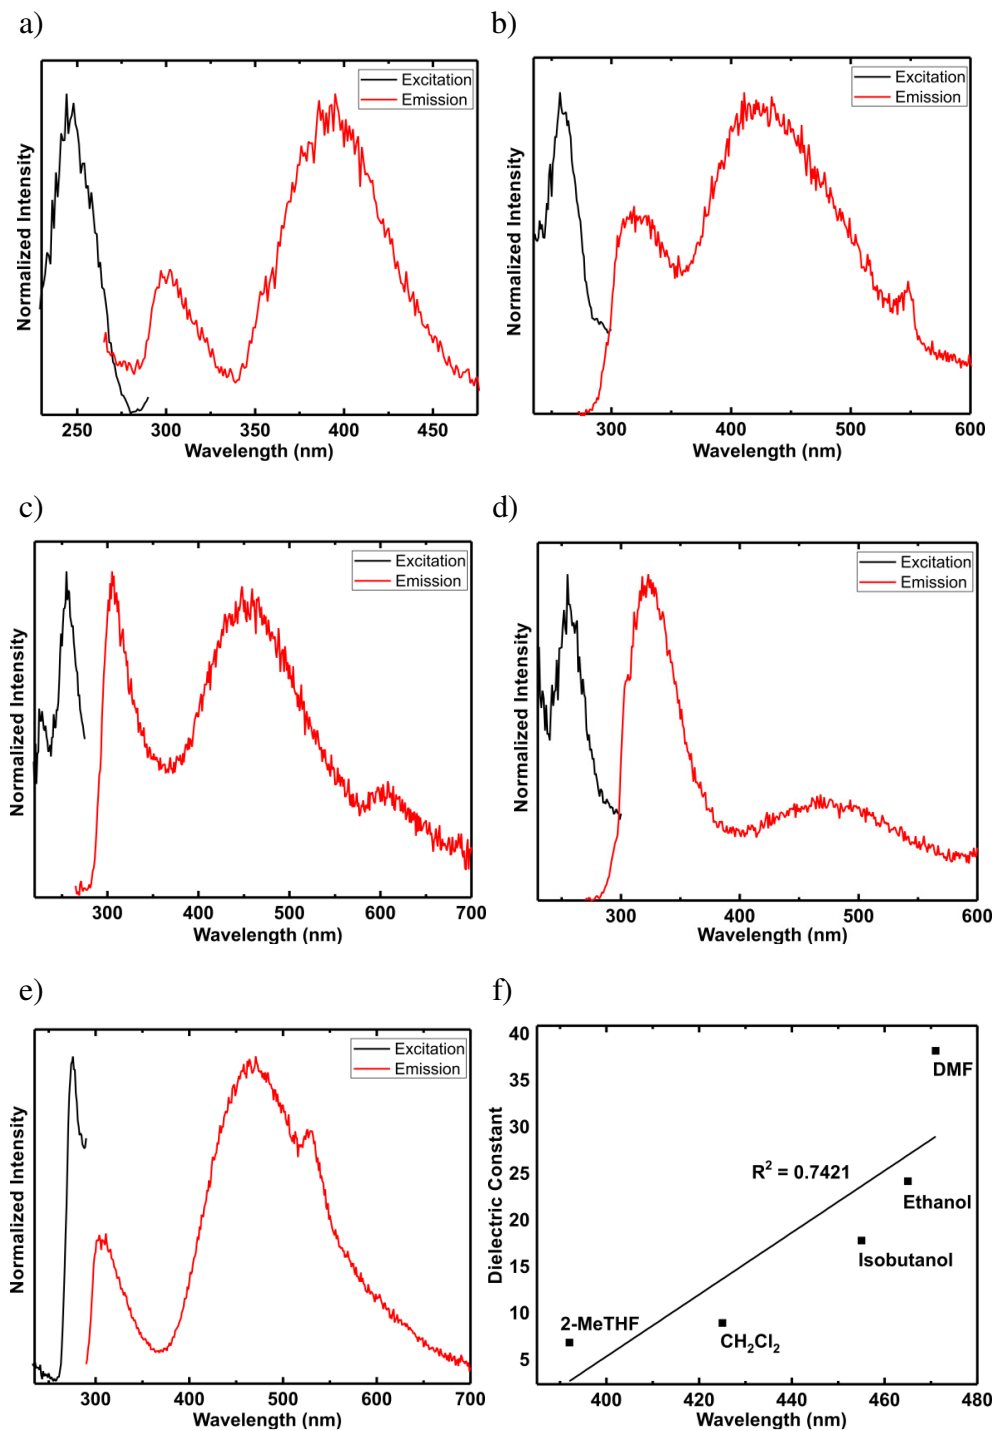 a)
Excitation
Emission
Normalized Intensity
250 300 350 400 450
Wavelength (nm)
b)
Excitation
Emission
Normalized Intensity
300 400 500 600
Wavelength (nm)
c)
Excitation
Emission
Normalized Intensity
300 400 500 600 700
Wavelength (nm)
d)
Excitation
Emission
Normalized Intensity
300 400 500 600
Wavelength (nm)
e)
Excitation
Emission
Normalized Intensity
300 400 500 600 700
Wavelength (nm)
f)
40
35
30
25
20
15
10
5
Dielectric Constant
DMF
R² = 0.7421
Ethanol
Isobutanol
2-MeTHF
CH₂Cl₂
400 420 440 460 480
Wavelength (nm)